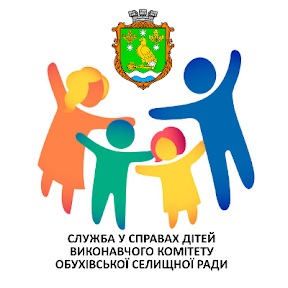 СЛУЖБА У СПРАВАХ ДІТЕЙ
ВИКОНАВЧОГО КОМІТЕТУ
ОБУХІВСЬКОЇ СЕЛИЩНОЇ РАДИ